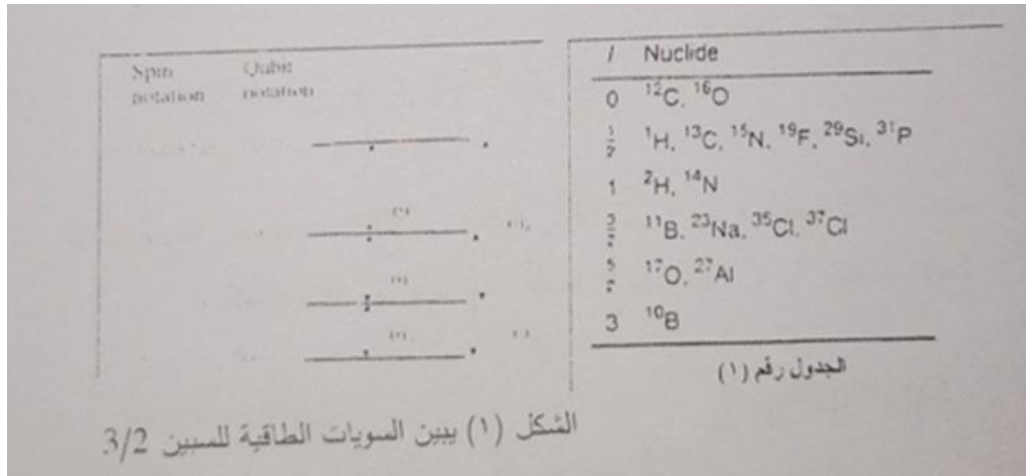 Spin Qubit
notation notation
I Nuclide
0 ¹²C, ¹⁶O
½ ¹H, ¹³C, ¹⁵N, ¹⁹F, ²⁹Si, ³¹P
1 ²H, ¹⁴N
3/2 ¹¹B, ²³Na, ³⁵Cl, ³⁷Cl
5/2 ¹⁷O, ²⁷Al
3 ¹⁰B
الجدول رقم (١)
الشكل (١) يبين السويات الطاقية للسبين 3/2.